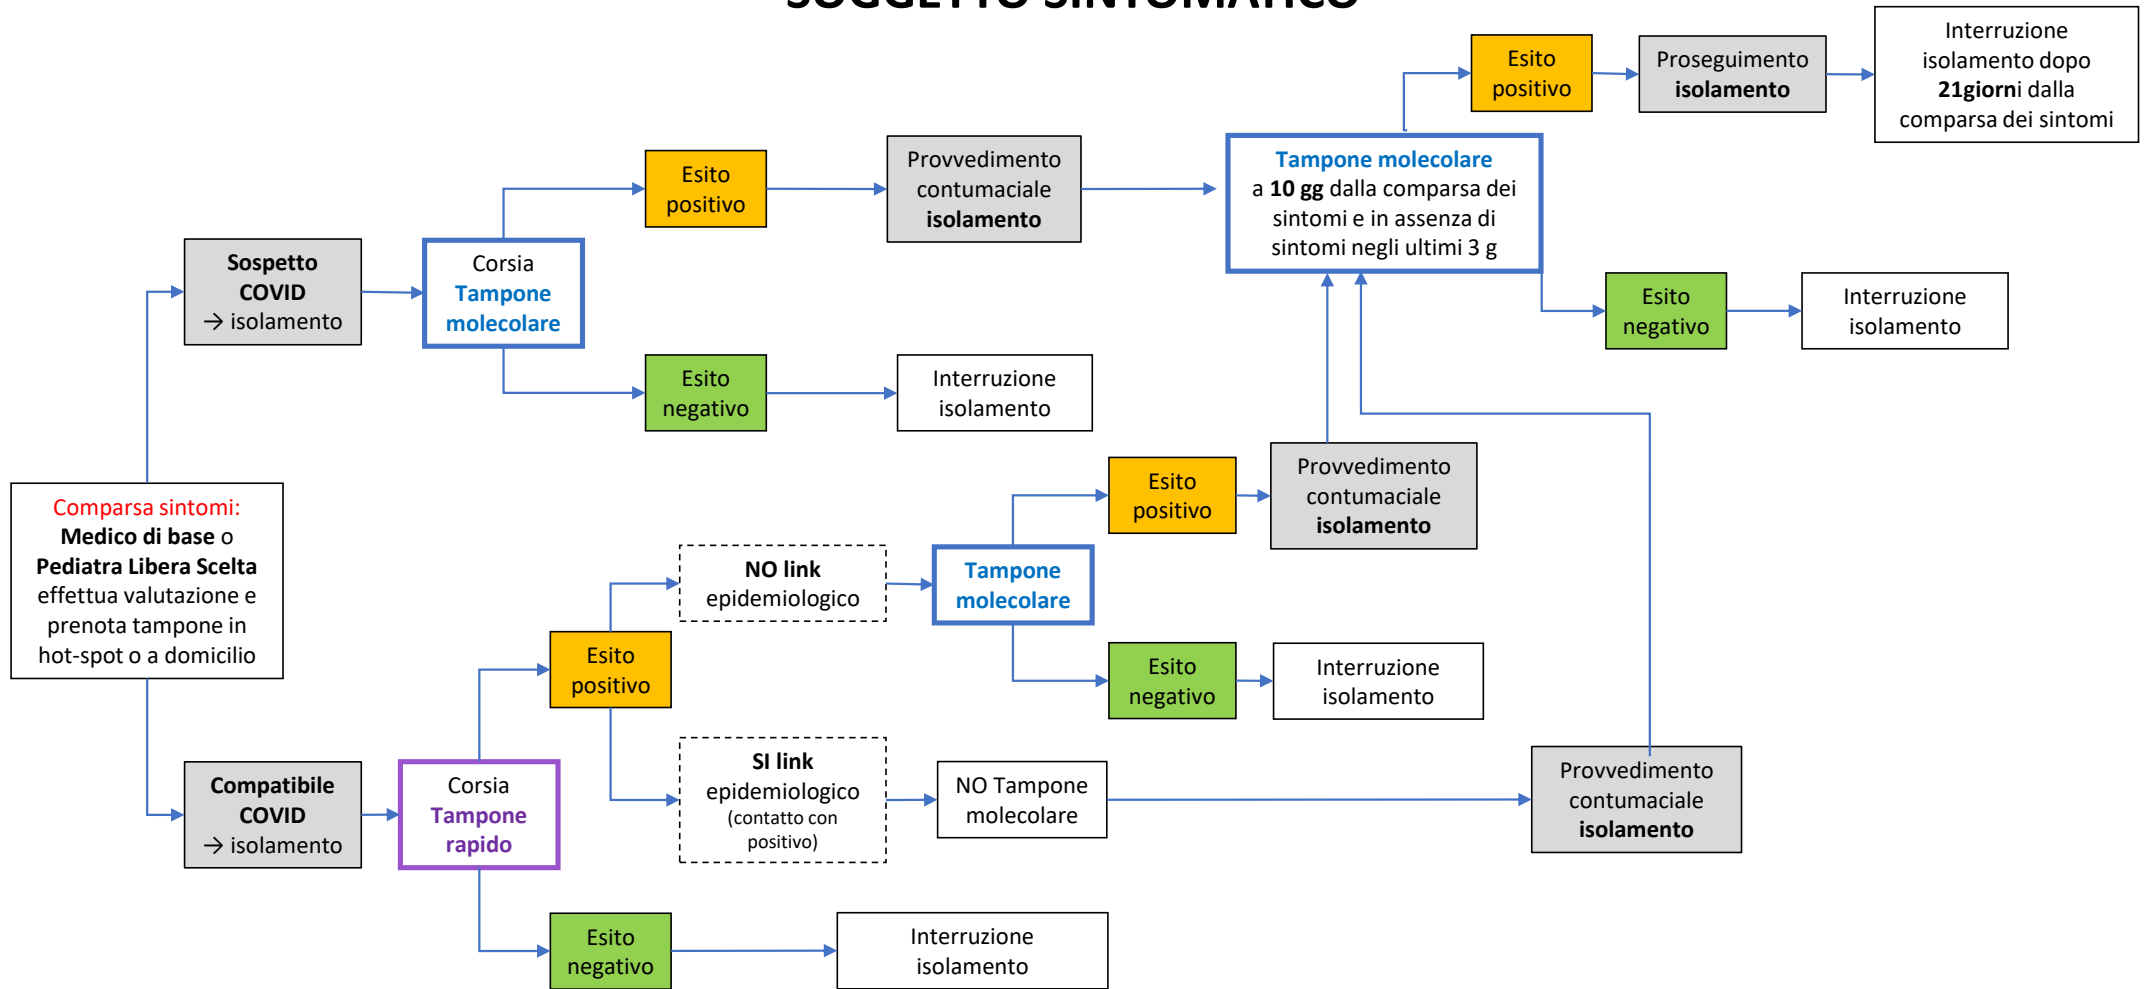 SOGGETTO SINTOMATICO
Esito
positivo
Proseguimento
isolamento
Interruzione
isolamento dopo
21giorni dalla
comparsa dei sintomi
Esito
positivo
Provvedimento
contumaciale
isolamento
Tampone molecolare
a 10 gg dalla comparsa dei
sintomi e in assenza di
sintomi negli ultimi 3 g
Sospetto
COVID
→ isolamento
Corsia
Tampone
molecolare
Esito
negativo
Interruzione
isolamento
Esito
negativo
Interruzione
isolamento
Comparsa sintomi:
Medico di base o
Pediatra Libera Scelta
effettua valutazione e
prenota tampone in
hot-spot o a domicilio
Esito
positivo
Provvedimento
contumaciale
isolamento
NO link
epidemiologico
Tampone
molecolare
Esito
positivo
Esito
negativo
Interruzione
isolamento
SI link
epidemiologico
(contatto con
positivo)
NO Tampone
molecolare
Provvedimento
contumaciale
isolamento
Compatibile
COVID
→ isolamento
Corsia
Tampone
rapido
Esito
negativo
Interruzione
isolamento